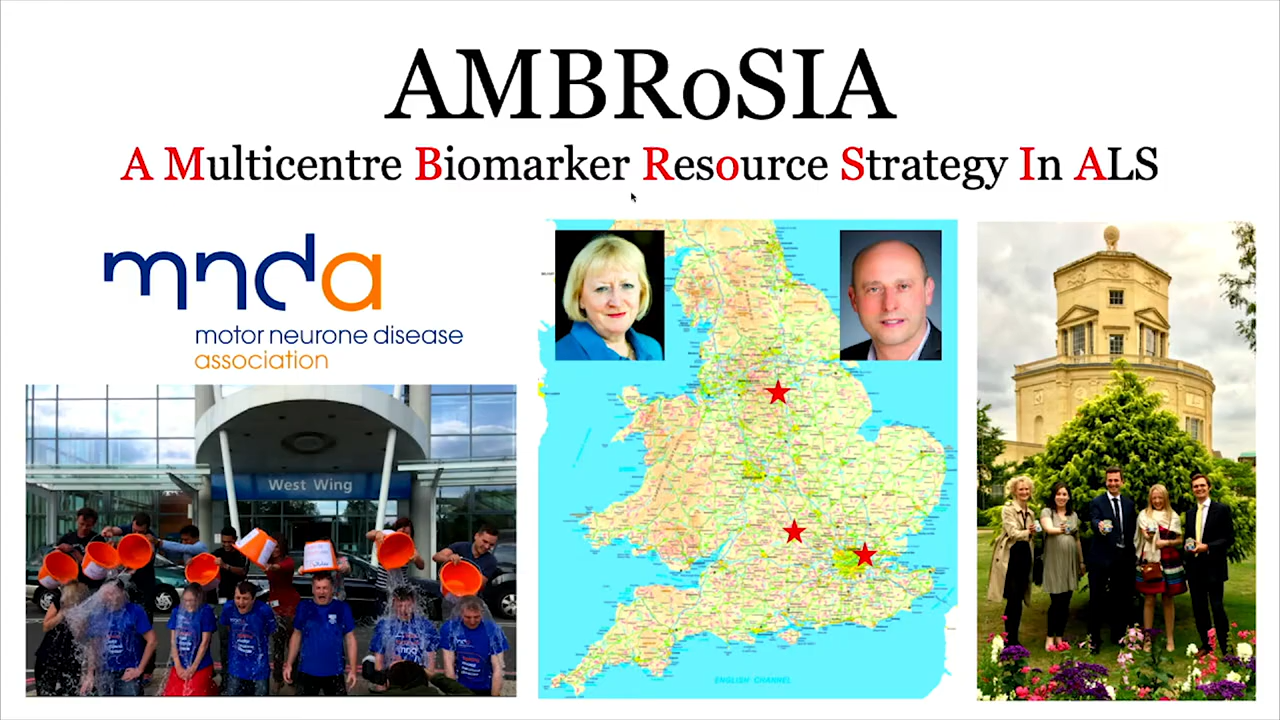 AMBRoSIA
A Multicentre Biomarker Resource Strategy In ALS
mnda
motor neurone disease
association
West Wing
ENGLISH CHANNEL